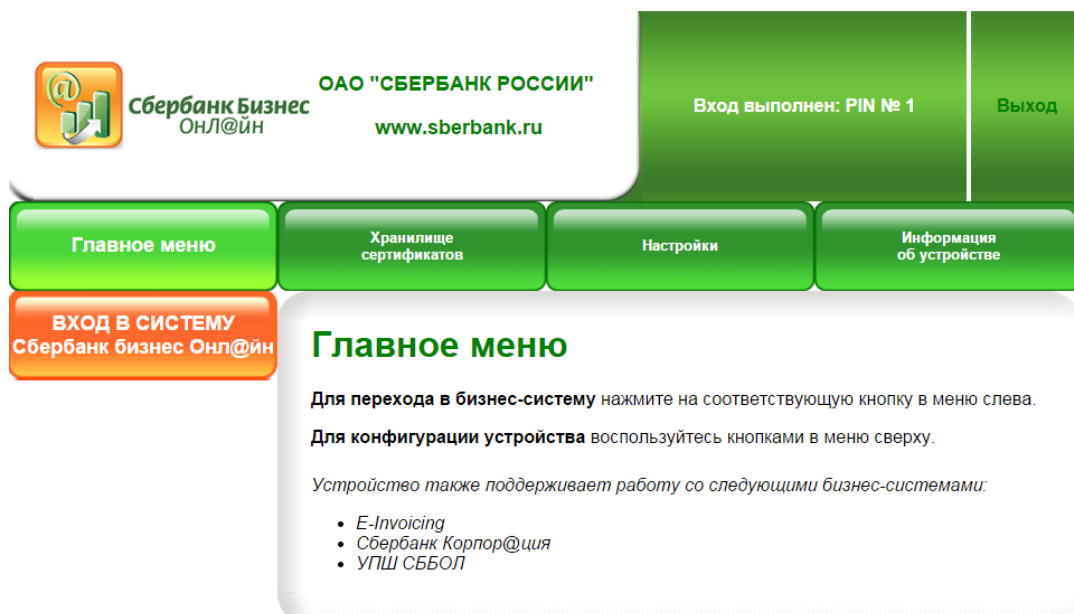 @
Сбербанк Бизнес
ОнЛ@йн
ОАО "СБЕРБАНК РОССИИ"
www.sberbank.ru
Вход выполнен: PIN № 1
Выход
Главное меню
Хранилище
сертификатов
Настройки
Информация
об устройстве
ВХОД В СИСТЕМУ
Сбербанк бизнес Онл@йн
Главное меню
Для перехода в бизнес-систему нажмите на соответствующую кнопку в меню слева.
Для конфигурации устройства воспользуйтесь кнопками в меню сверху.
Устройство также поддерживает работу со следующими бизнес-системами:
• E-Invoicing
• Сбербанк Корпор@ция
• УПШ СББОЛ